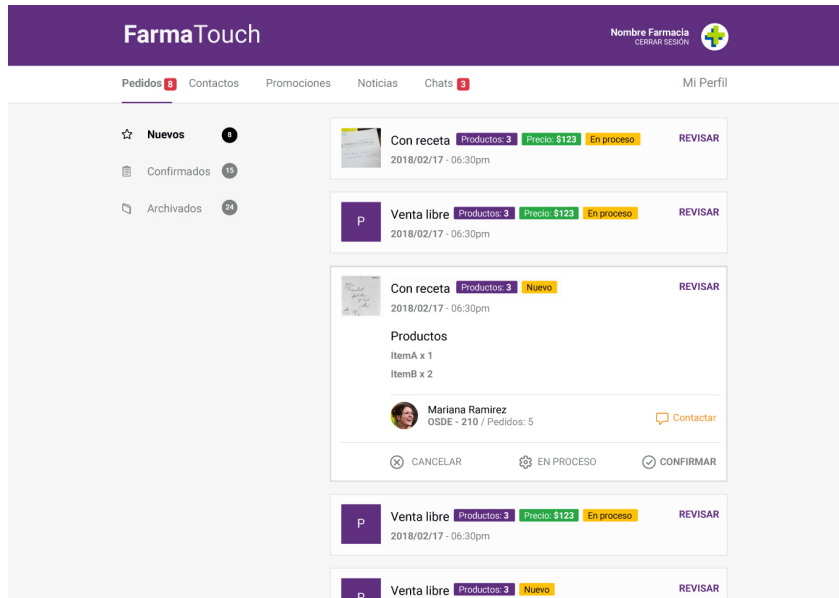 FarmaTouch
Nombre Farmacia
CERRAR SESIÓN
Pedidos 8 Contactos Promociones Noticias Chats 3 Mi Perfil
Nuevos 8
Confirmados 15
Archivados 24
Con receta Productos: 3 Precio: $123 En proceso REVISAR
2018/02/17 - 06:30pm
P Venta libre Productos: 3 Precio: $123 En proceso REVISAR
2018/02/17 - 06:30pm
Con receta Productos: 3 Nuevo REVISAR
2018/02/17 - 06:30pm
Productos
ItemA x 1
ItemB x 2
Mariana Ramirez
OSDE - 210 / Pedidos: 5 Contactar
CANCELAR EN PROCESO CONFIRMAR
P Venta libre Productos: 3 Precio: $123 En proceso REVISAR
2018/02/17 - 06:30pm
P Venta libre Productos: 3 Nuevo REVISAR